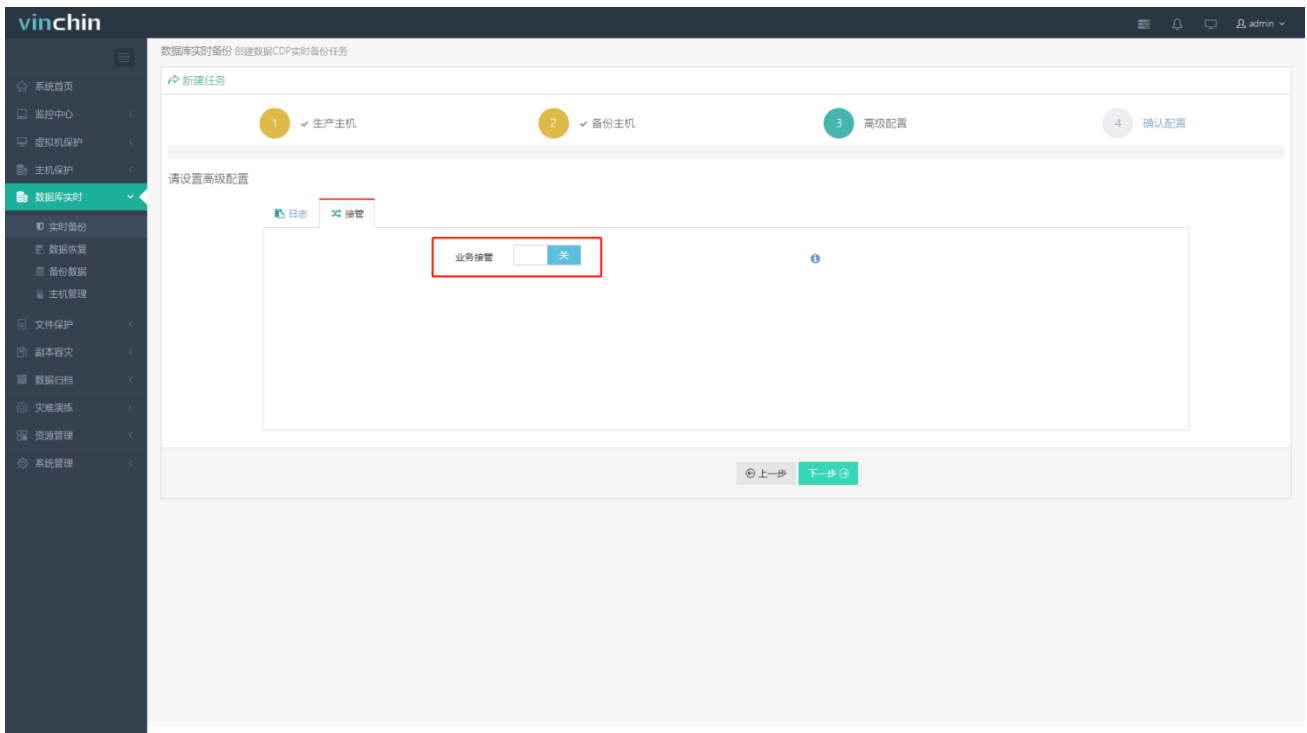 vinchin
admin
数据库实时备份 创建数据CDP实时备份任务
新建任务
系统首页
监控中心
虚拟机保护
主机保护
数据库实时
实时备份
数据恢复
备份数据
主机管理
文件保护
副本容灾
数据归档
灾难演练
资源管理
系统管理
1 生产主机
2 备份主机
3 高级配置
4 确认配置
请设置高级配置
日志 接管
业务接管 关
上一步 下一步